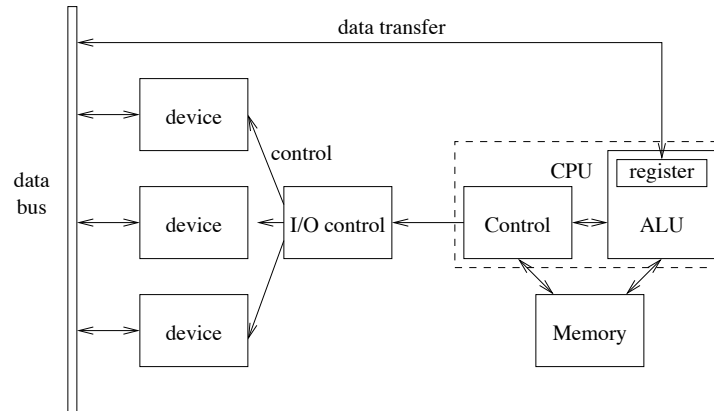 data transfer
device
control
CPU
register
data
bus
device
I/O control
Control
ALU
device
Memory